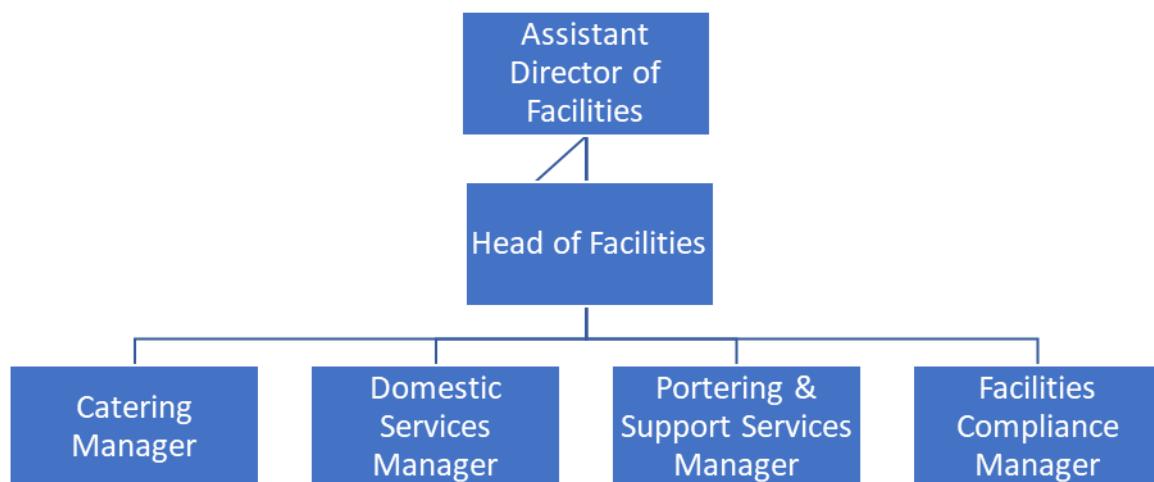 Assistant
Director of
Facilities
Head of Facilities
Catering
Manager
Domestic
Services
Manager
Portering &
Support Services
Manager
Facilities
Compliance
Manager